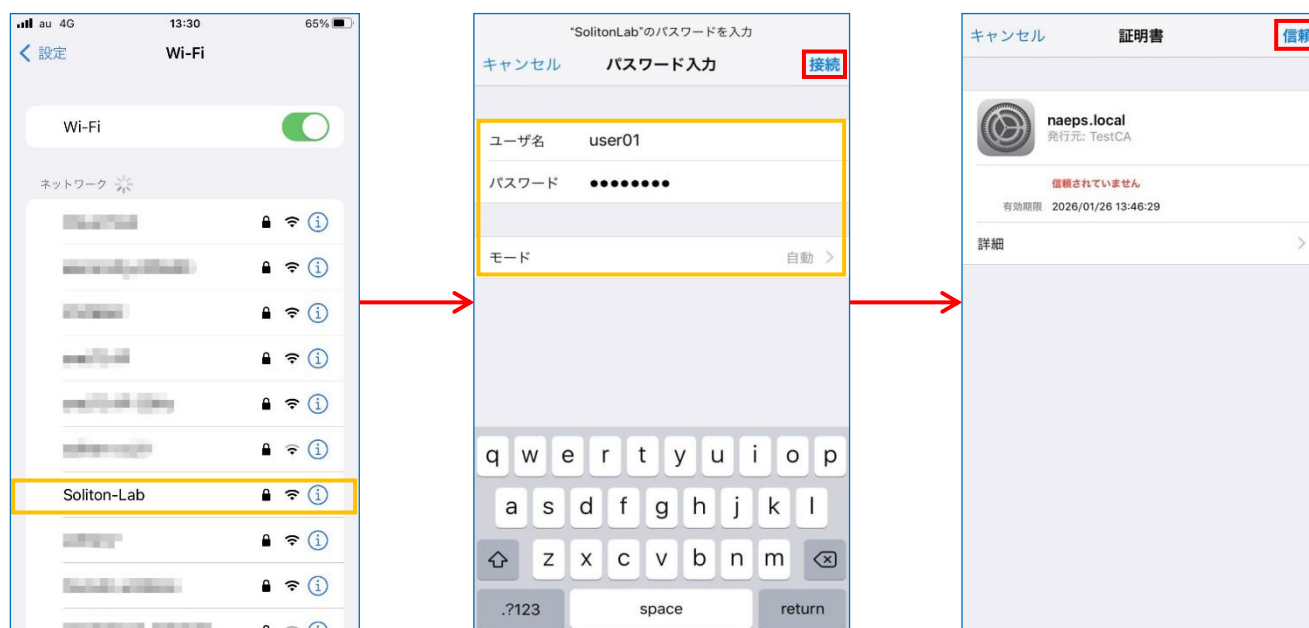 au 4G 13:30 65%
設定 Wi-Fi
Wi-Fi
ネットワーク
Soliton-Lab
"SolitonLab"のパスワードを入力
キャンセル パスワード入力 接続
ユーザ名 user01
パスワード ●●●●●●●●
モード 自動
q w e r t y u i o p
a s d f g h j k l
z x c v b n m
.?123 space return
キャンセル 証明書 信頼
naeps.local
発行元: TestCA
信頼されていません
有効期限 2026/01/26 13:46:29
詳細